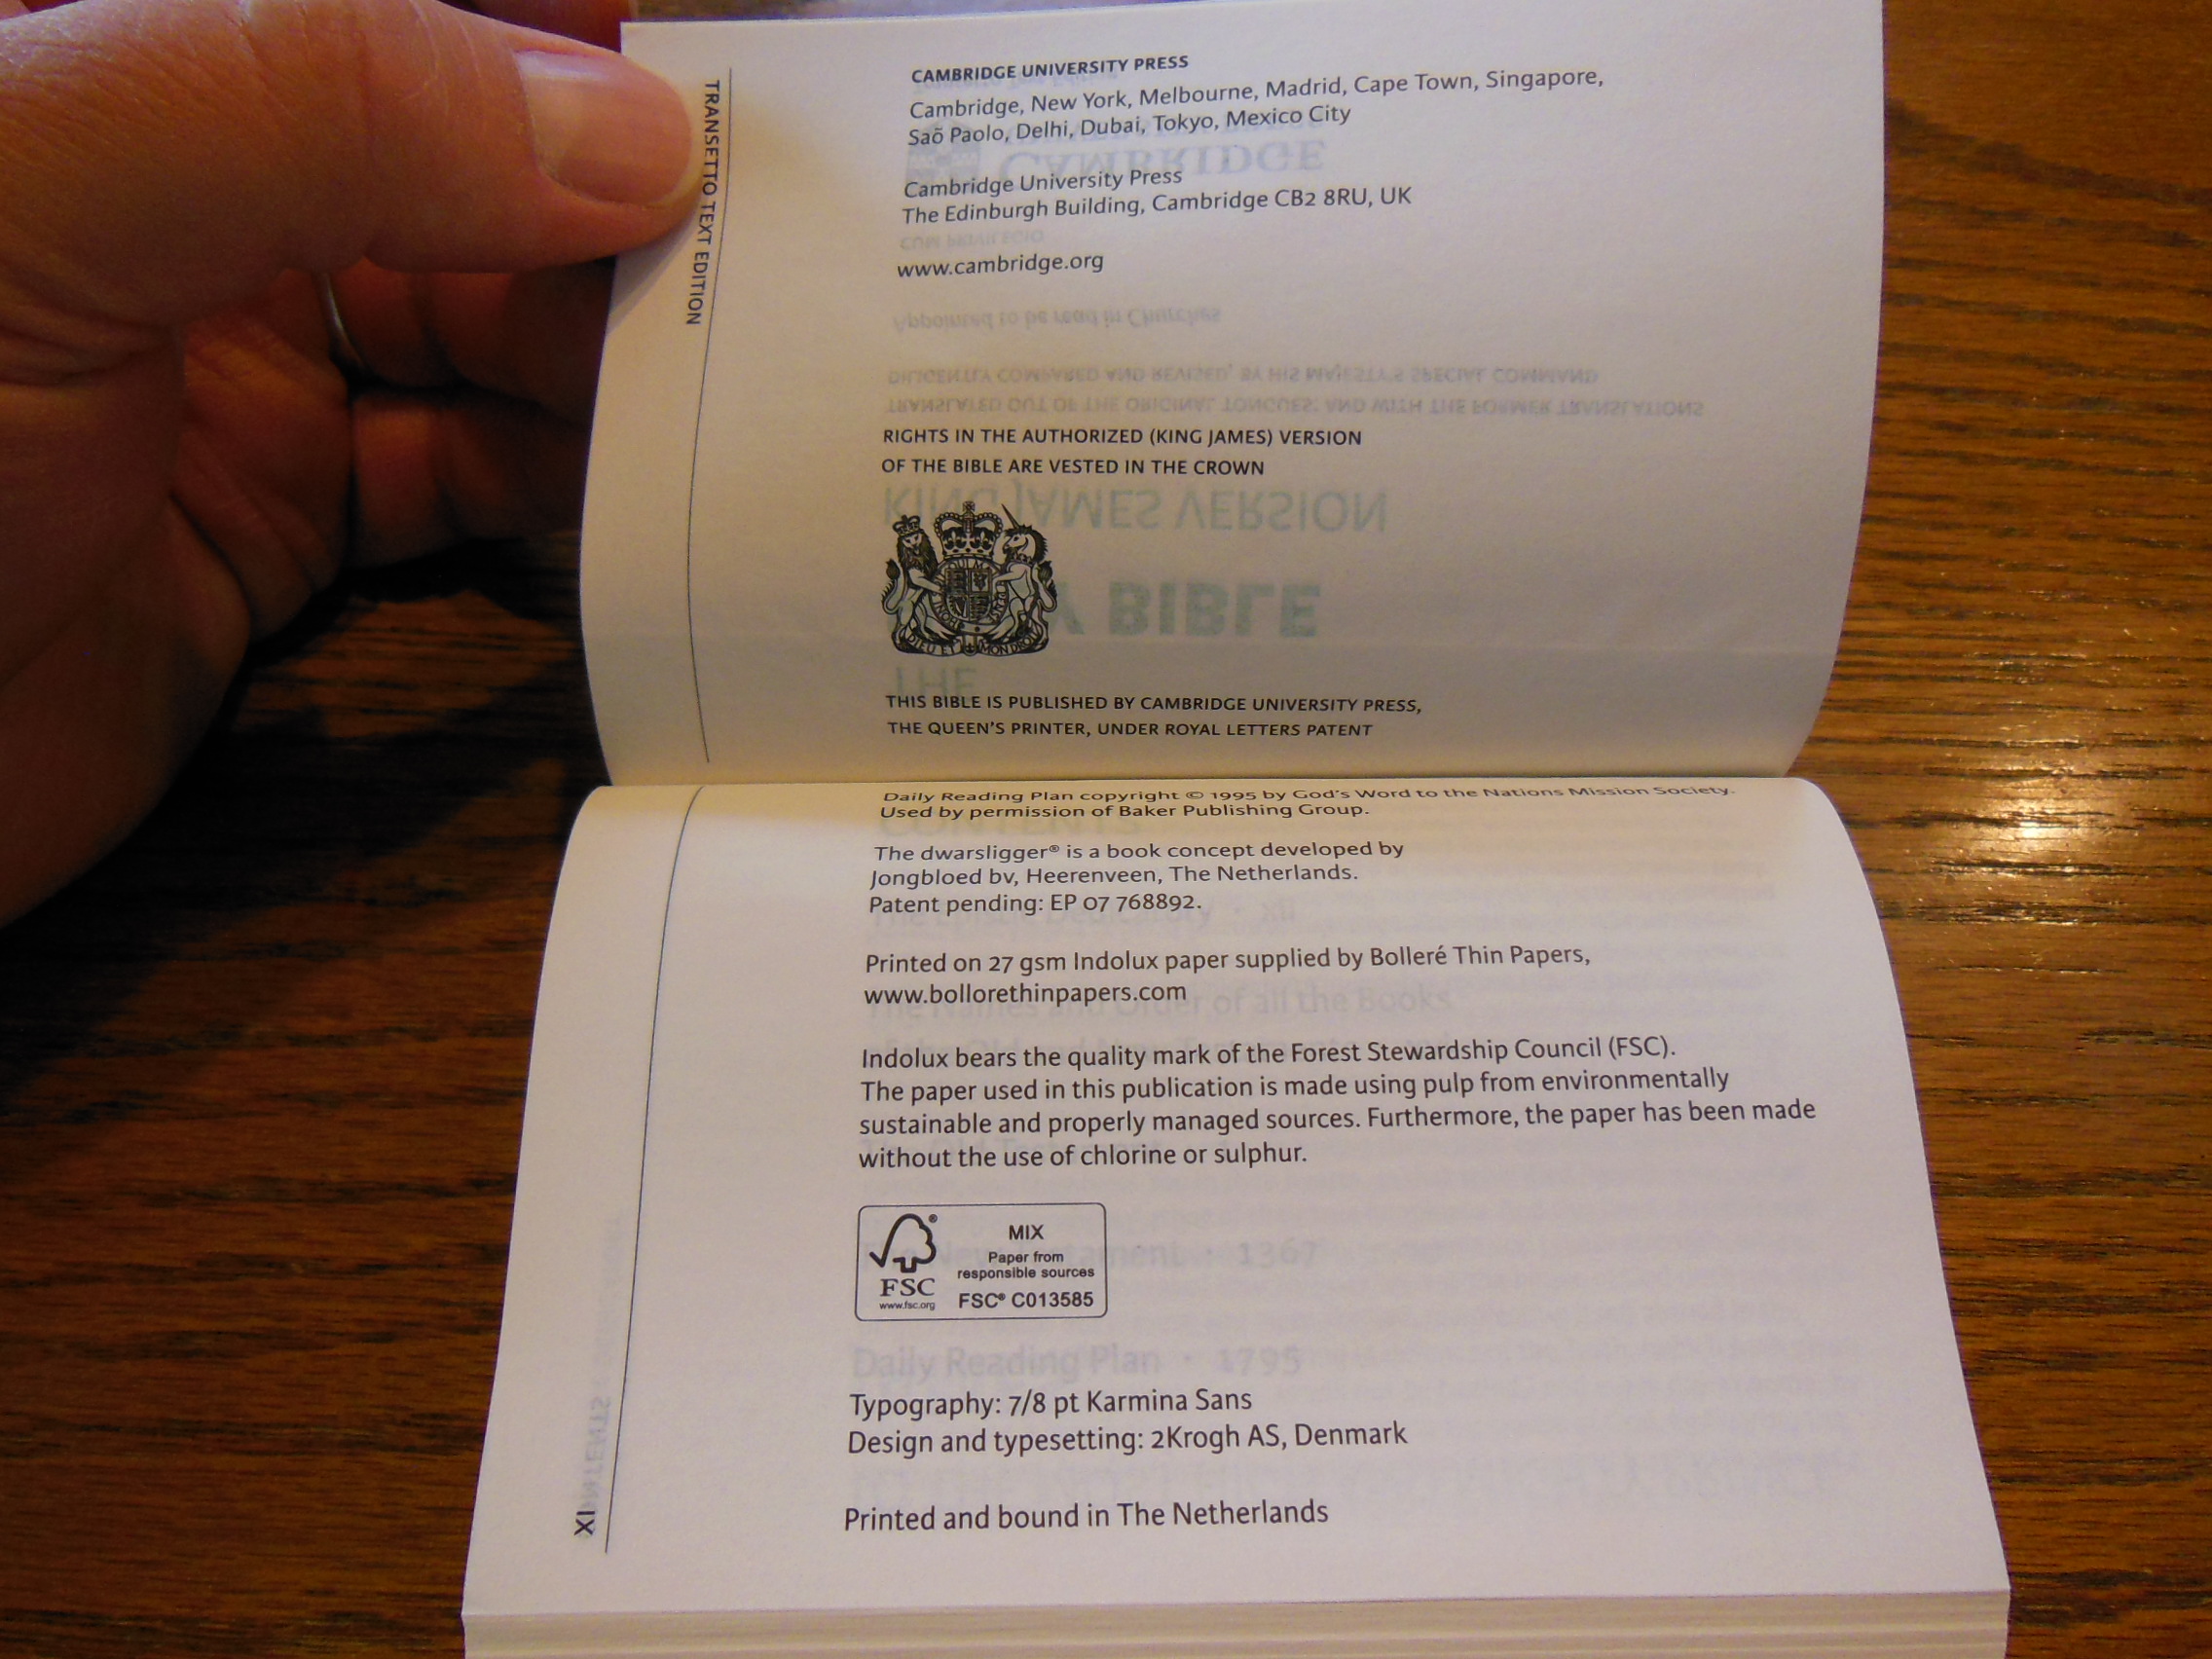 TRANSETTO TEXT EDITION
CAMBRIDGE UNIVERSITY PRESS
Cambridge, New York, Melbourne, Madrid, Cape Town, Singapore,
Saõ Paolo, Delhi, Dubai, Tokyo, Mexico City
Cambridge University Press
The Edinburgh Building, Cambridge CB2 8RU, UK
www.cambridge.org
RIGHTS IN THE AUTHORIZED (KING JAMES) VERSION
OF THE BIBLE ARE VESTED IN THE CROWN
DIEU ET MON DROIT
THIS BIBLE IS PUBLISHED BY CAMBRIDGE UNIVERSITY PRESS,
THE QUEEN'S PRINTER, UNDER ROYAL LETTERS PATENT
Daily Reading Plan copyright © 1995 by God's Word to the Nations Mission Society.
Used by permission of Baker Publishing Group.
The dwarsligger® is a book concept developed by
Jongbloed bv, Heerenveen, The Netherlands.
Patent pending: EP 07 768892.
Printed on 27 gsm Indolux paper supplied by Bolleré Thin Papers,
www.bollorethinpapers.com
Indolux bears the quality mark of the Forest Stewardship Council (FSC).
The paper used in this publication is made using pulp from environmentally
sustainable and properly managed sources. Furthermore, the paper has been made
without the use of chlorine or sulphur.
FSC
www.fsc.org
MIX
Paper from
responsible sources
FSC® C013585
Typography: 7/8 pt Karmina Sans
Design and typesetting: 2Krogh AS, Denmark
Printed and bound in The Netherlands
XI